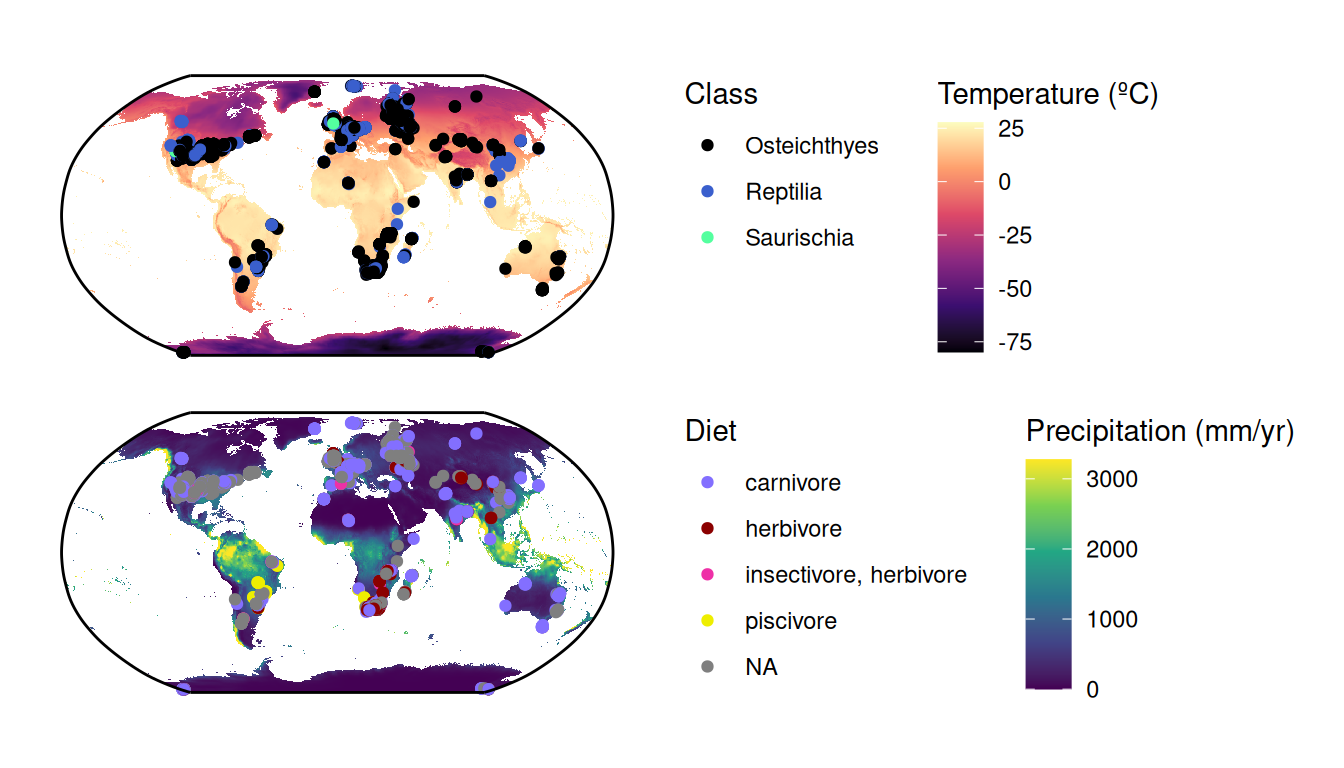 Class
Osteichthyes
Reptilia
Saurischia
Temperature (ºC)
25
0
-25
-50
-75
Diet
carnivore
herbivore
insectivore, herbivore
piscivore
NA
Precipitation (mm/yr)
3000
2000
1000
0